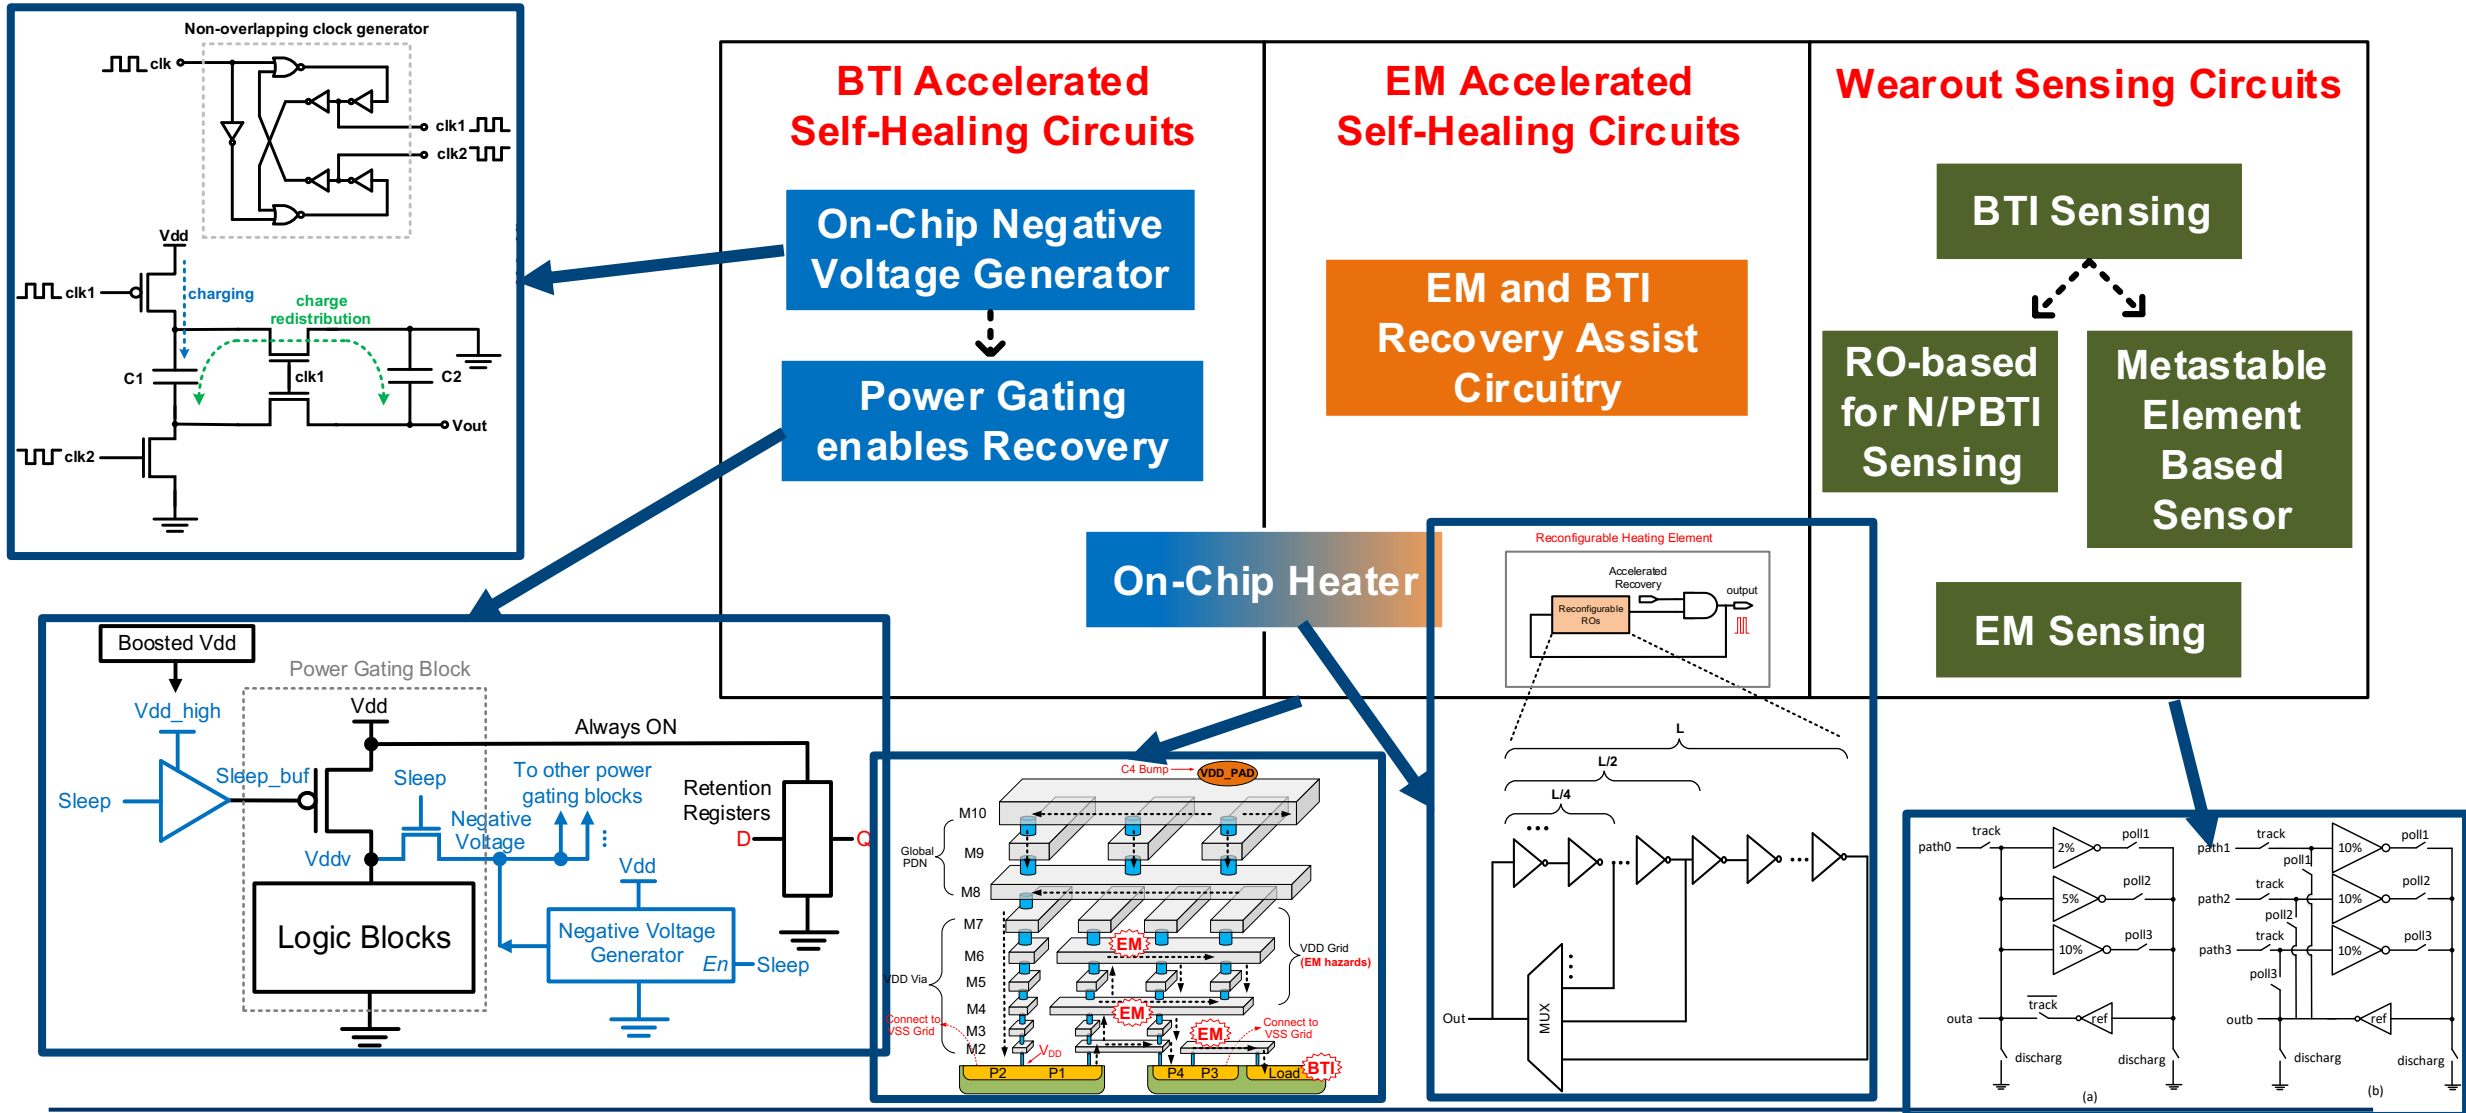 Non-overlapping clock generator
clk
clk1
clk2
Vdd
clk1
charging
charge
redistribution
C1
clk1
C2
Vout
clk2
BTI Accelerated
Self-Healing Circuits
On-Chip Negative
Voltage Generator
Power Gating
enables Recovery
EM Accelerated
Self-Healing Circuits
EM and BTI
Recovery Assist
Circuitry
On-Chip Heater
Wearout Sensing Circuits
BTI Sensing
RO-based
for N/PBTI
Sensing
Metastable
Element
Based
Sensor
EM Sensing
Boosted Vdd
Power Gating Block
Vdd_high
Vdd
Always ON
Sleep_buf
Sleep
Sleep
To other power
gating blocks
Negative
Voltage
Retention
Registers
D
Q
Vddv
Vdd
Logic Blocks
Negative Voltage
Generator
En
Sleep
C4 Bump
VDD_PAD
M10
Global
PDN
M9
M8
M7
M6
VDD Via
M5
M4
M3
M2
EM
EM
EM
VDD Grid
(EM hazards)
Connect to
VSS Grid
Connect to
VSS Grid
VDD
P2
P1
P4
P3
Load
BTI
Reconfigurable Heating Element
Accelerated
Recovery
output
Reconfigurable
ROs
L
L/2
L/4
Out
MUX
path0
track
2%
poll1
5%
poll2
10%
poll3
track
ref
outa
discharg
discharg
(a)
path1
track
poll1
10%
poll1
path2
track
poll2
10%
poll2
path3
track
poll3
10%
poll3
outb
ref
discharg
discharg
(b)